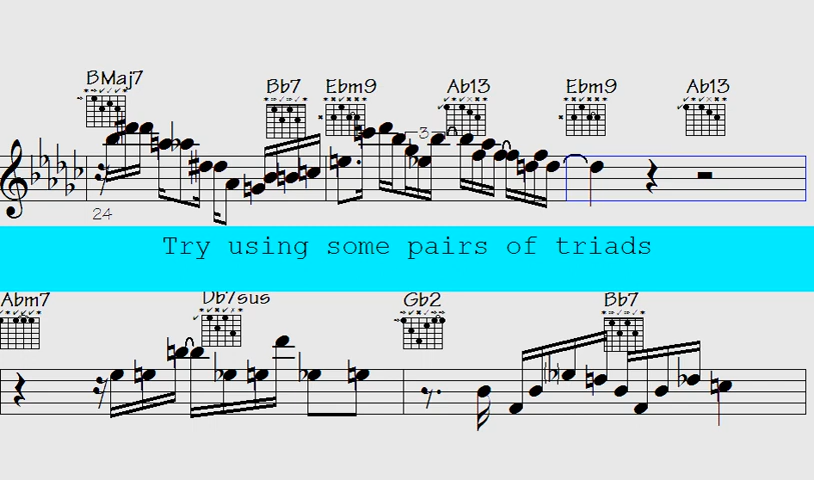 BMaj7 Bb7 Ebm9 Ab13 Ebm9 Ab13
3
24
Try using some pairs of triads
Abm7 Db7sus Gb2 Bb7